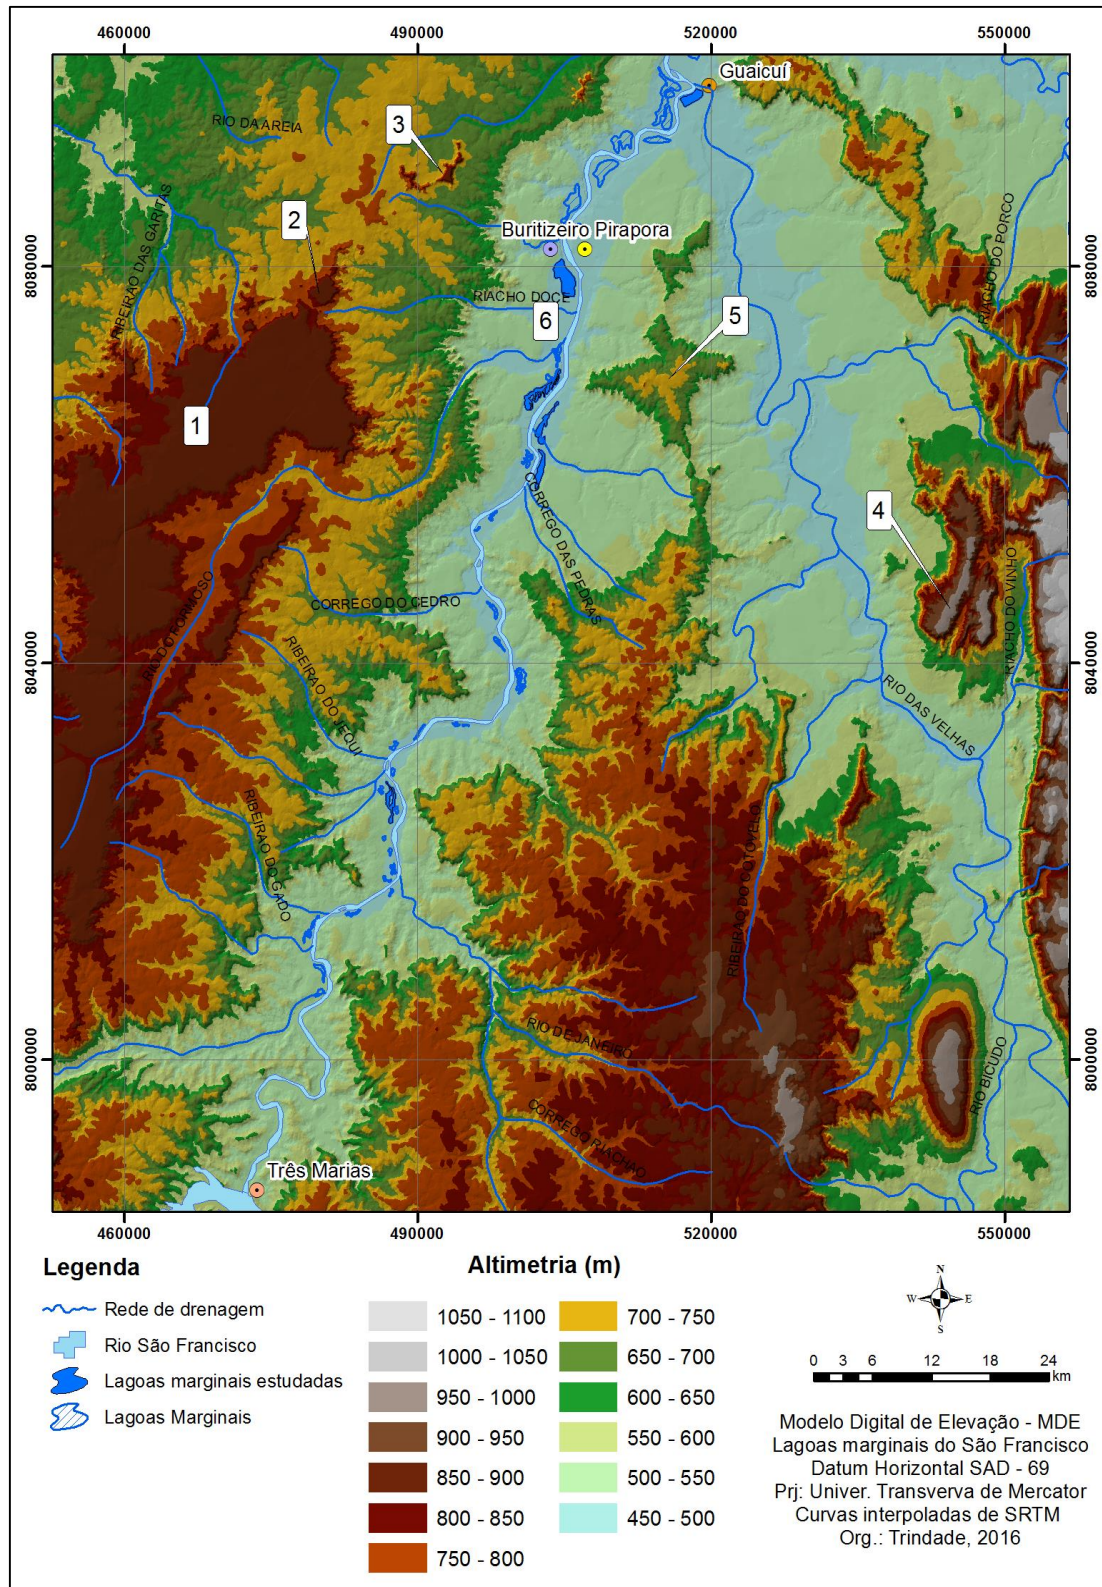 460000 490000 520000 550000
Guaicuí
RIO DA AREIA
3
RIBEIRAO DAS GARITAS
2
RIACHO DO PORCO
Buritizeiro Pirapora
8080000 8080000
RIACHO DOCE
6
5
1
4
CORREGO DAS PEDRAS
RIACHO DO VINHO
RIO DO FORMOSO
CORREGO DO CEDRO
8040000 8040000
RIBEIRAO DO JEQUI
RIO DAS VELHAS
RIBEIRAO DO GADO
RIBEIRAO DO COTOVELO
RIO DE JANEIRO
8000000 8000000
RIO BICUDO
CORREGO RIACHAO
Três Marias
460000 490000 520000 550000
Legenda
Rede de drenagem
Rio São Francisco
Lagoas marginais estudadas
Lagoas Marginais
Altimetria (m)
1050 - 1100
1000 - 1050
950 - 1000
900 - 950
850 - 900
800 - 850
750 - 800
700 - 750
650 - 700
600 - 650
550 - 600
500 - 550
450 - 500
N
W E
S
0 3 6 12 18 24
km
Modelo Digital de Elevação - MDE
Lagoas marginais do São Francisco
Datum Horizontal SAD - 69
Prj: Univer. Transverva de Mercator
Curvas interpoladas de SRTM
Org.: Trindade, 2016